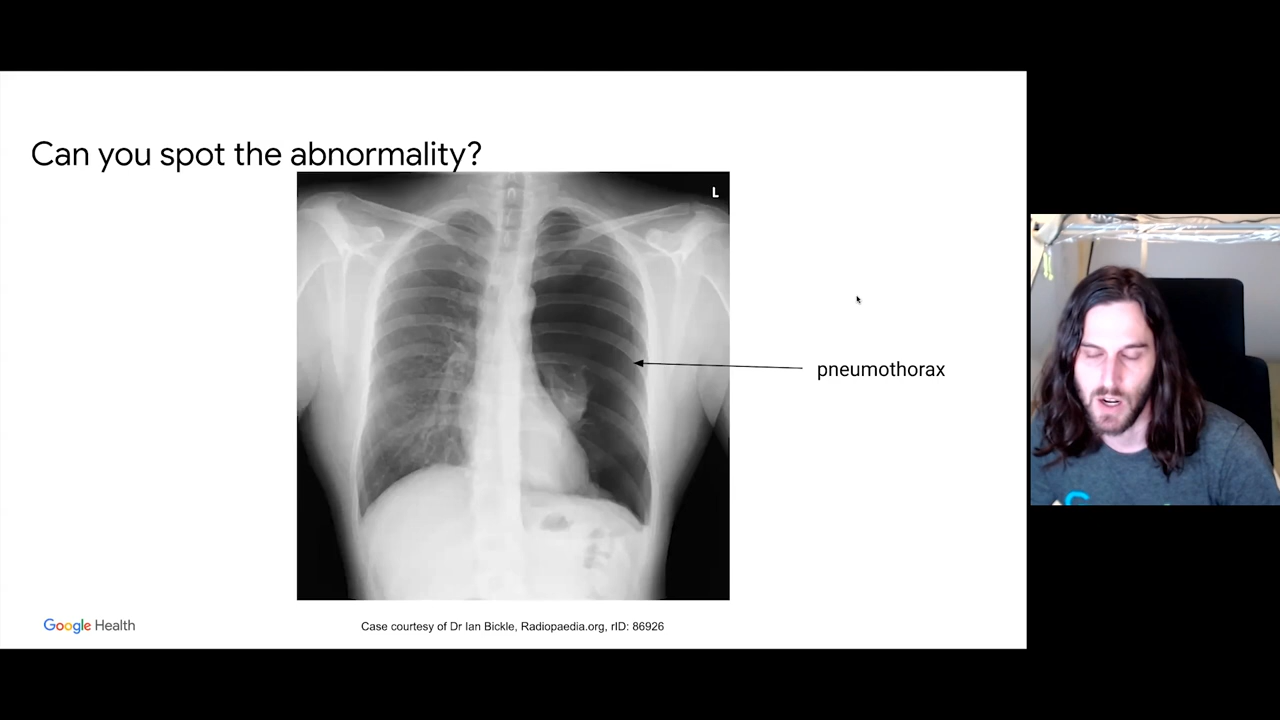 Can you spot the abnormality?
L
pneumothorax
Google Health
Case courtesy of Dr Ian Bickle, Radiopaedia.org, rID: 86926